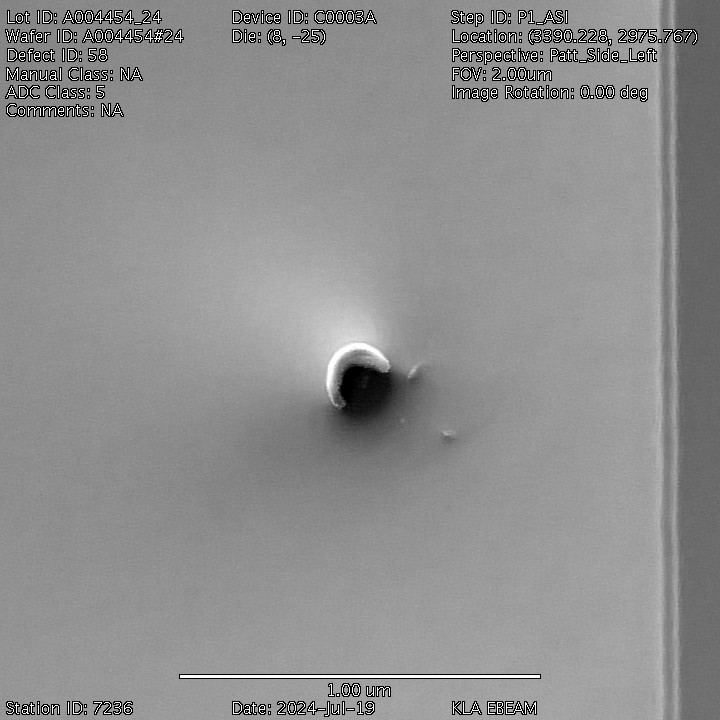 Lot ID: A004454_24 Device ID: C0003A Step ID: P1_ASI
Wafer ID: A004454#24 Die: (8, -25) Location: (3390.228, 2975.767)
Defect ID: 58 Perspective: Patt_Side_Left
Manual Class: NA FOV: 2.00um
ADC Class: 5 Image Rotation: 0.00 deg
Comments: NA
1.00 um
Station ID: 7236 Date: 2024-Jul-19 KLA EBEAM